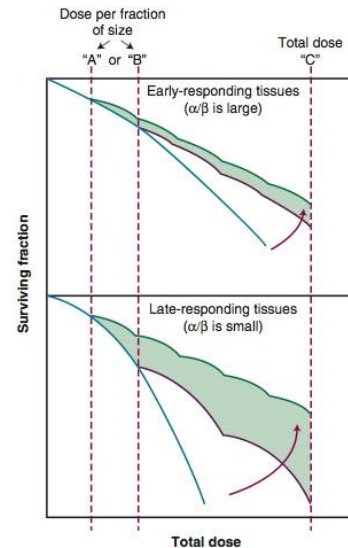 Dose per fraction
of size
"A" or "B"
Total dose
"C"
Early-responding tissues
(α/β is large)
Late-responding tissues
(α/β is small)
Surviving fraction
Total dose